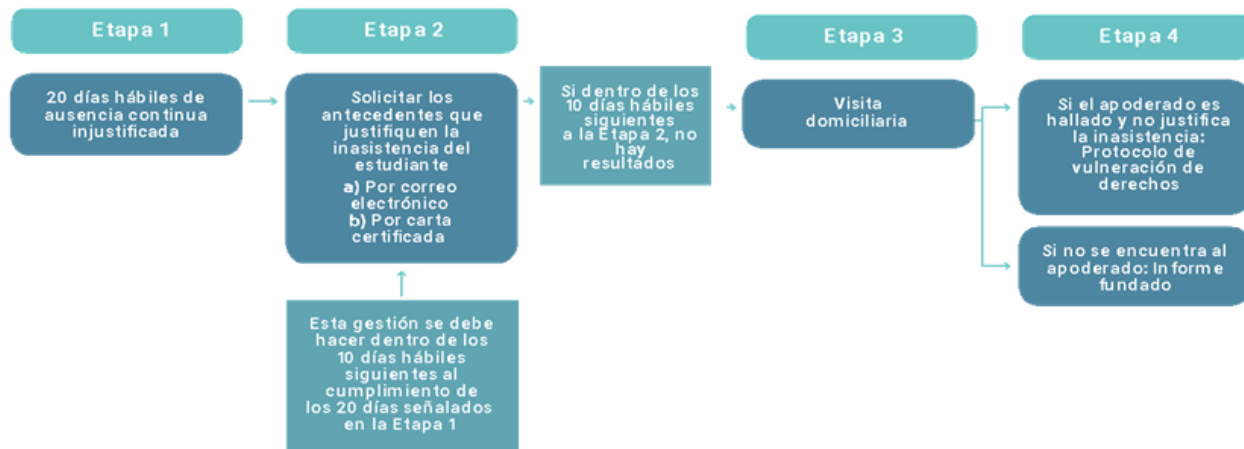 Etapa 1
20 días hábiles de
ausencia continua
injustificada
Etapa 2
Solicitar los
antecedentes que
justifiquen la
inasistencia del
estudiante
a) Por correo
electrónico
b) Por carta
certificada
Esta gestión se debe
hacer dentro de los
10 días hábiles
siguientes al
cumplimiento de
los 20 días señalados
en la Etapa 1
Si dentro de los
10 días hábiles
siguientes
a la Etapa 2, no
hay
resultados
Etapa 3
Visita
domiciliaria
Etapa 4
Si el apoderado es
hallado y no justifica
la inasistencia:
Protocolo de
vulneración de
derechos
Si no se encuentra al
apoderado: Informe
fundado